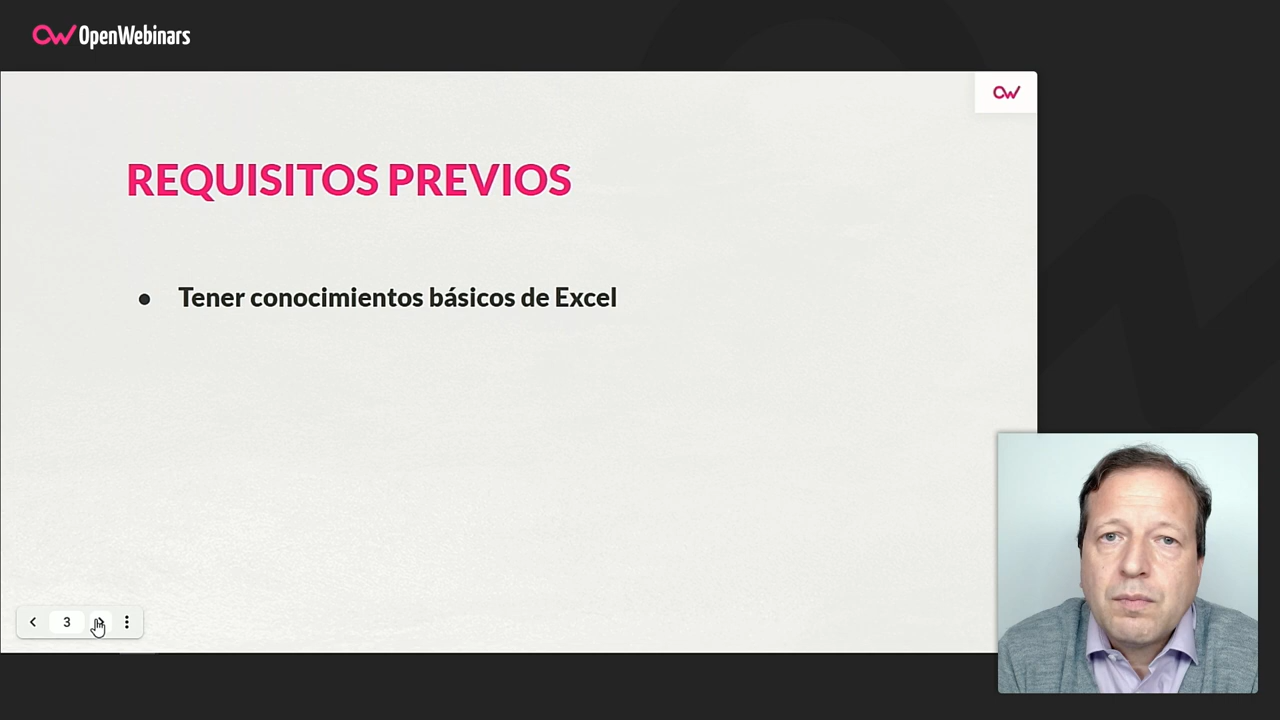 OpenWebinars
REQUISITOS PREVIOS
● Tener conocimientos básicos de Excel
3